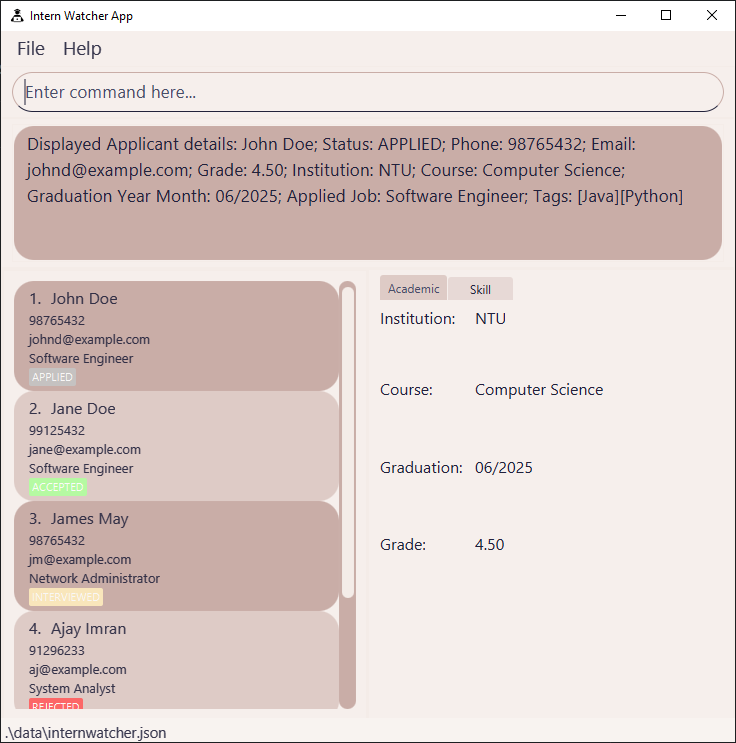 Intern Watcher App
File Help
Enter command here...
Displayed Applicant details: John Doe; Status: APPLIED; Phone: 98765432; Email:
johnd@example.com; Grade: 4.50; Institution: NTU; Course: Computer Science;
Graduation Year Month: 06/2025; Applied Job: Software Engineer; Tags: [Java][Python]
1. John Doe
98765432
johnd@example.com
Software Engineer
APPLIED
2. Jane Doe
99125432
jane@example.com
Software Engineer
ACCEPTED
3. James May
98765432
jm@example.com
Network Administrator
INTERVIEWED
4. Ajay Imran
91296233
aj@example.com
System Analyst
REJECTED
Academic Skill
Institution: NTU
Course: Computer Science
Graduation: 06/2025
Grade: 4.50
.\data\internwatcher.json